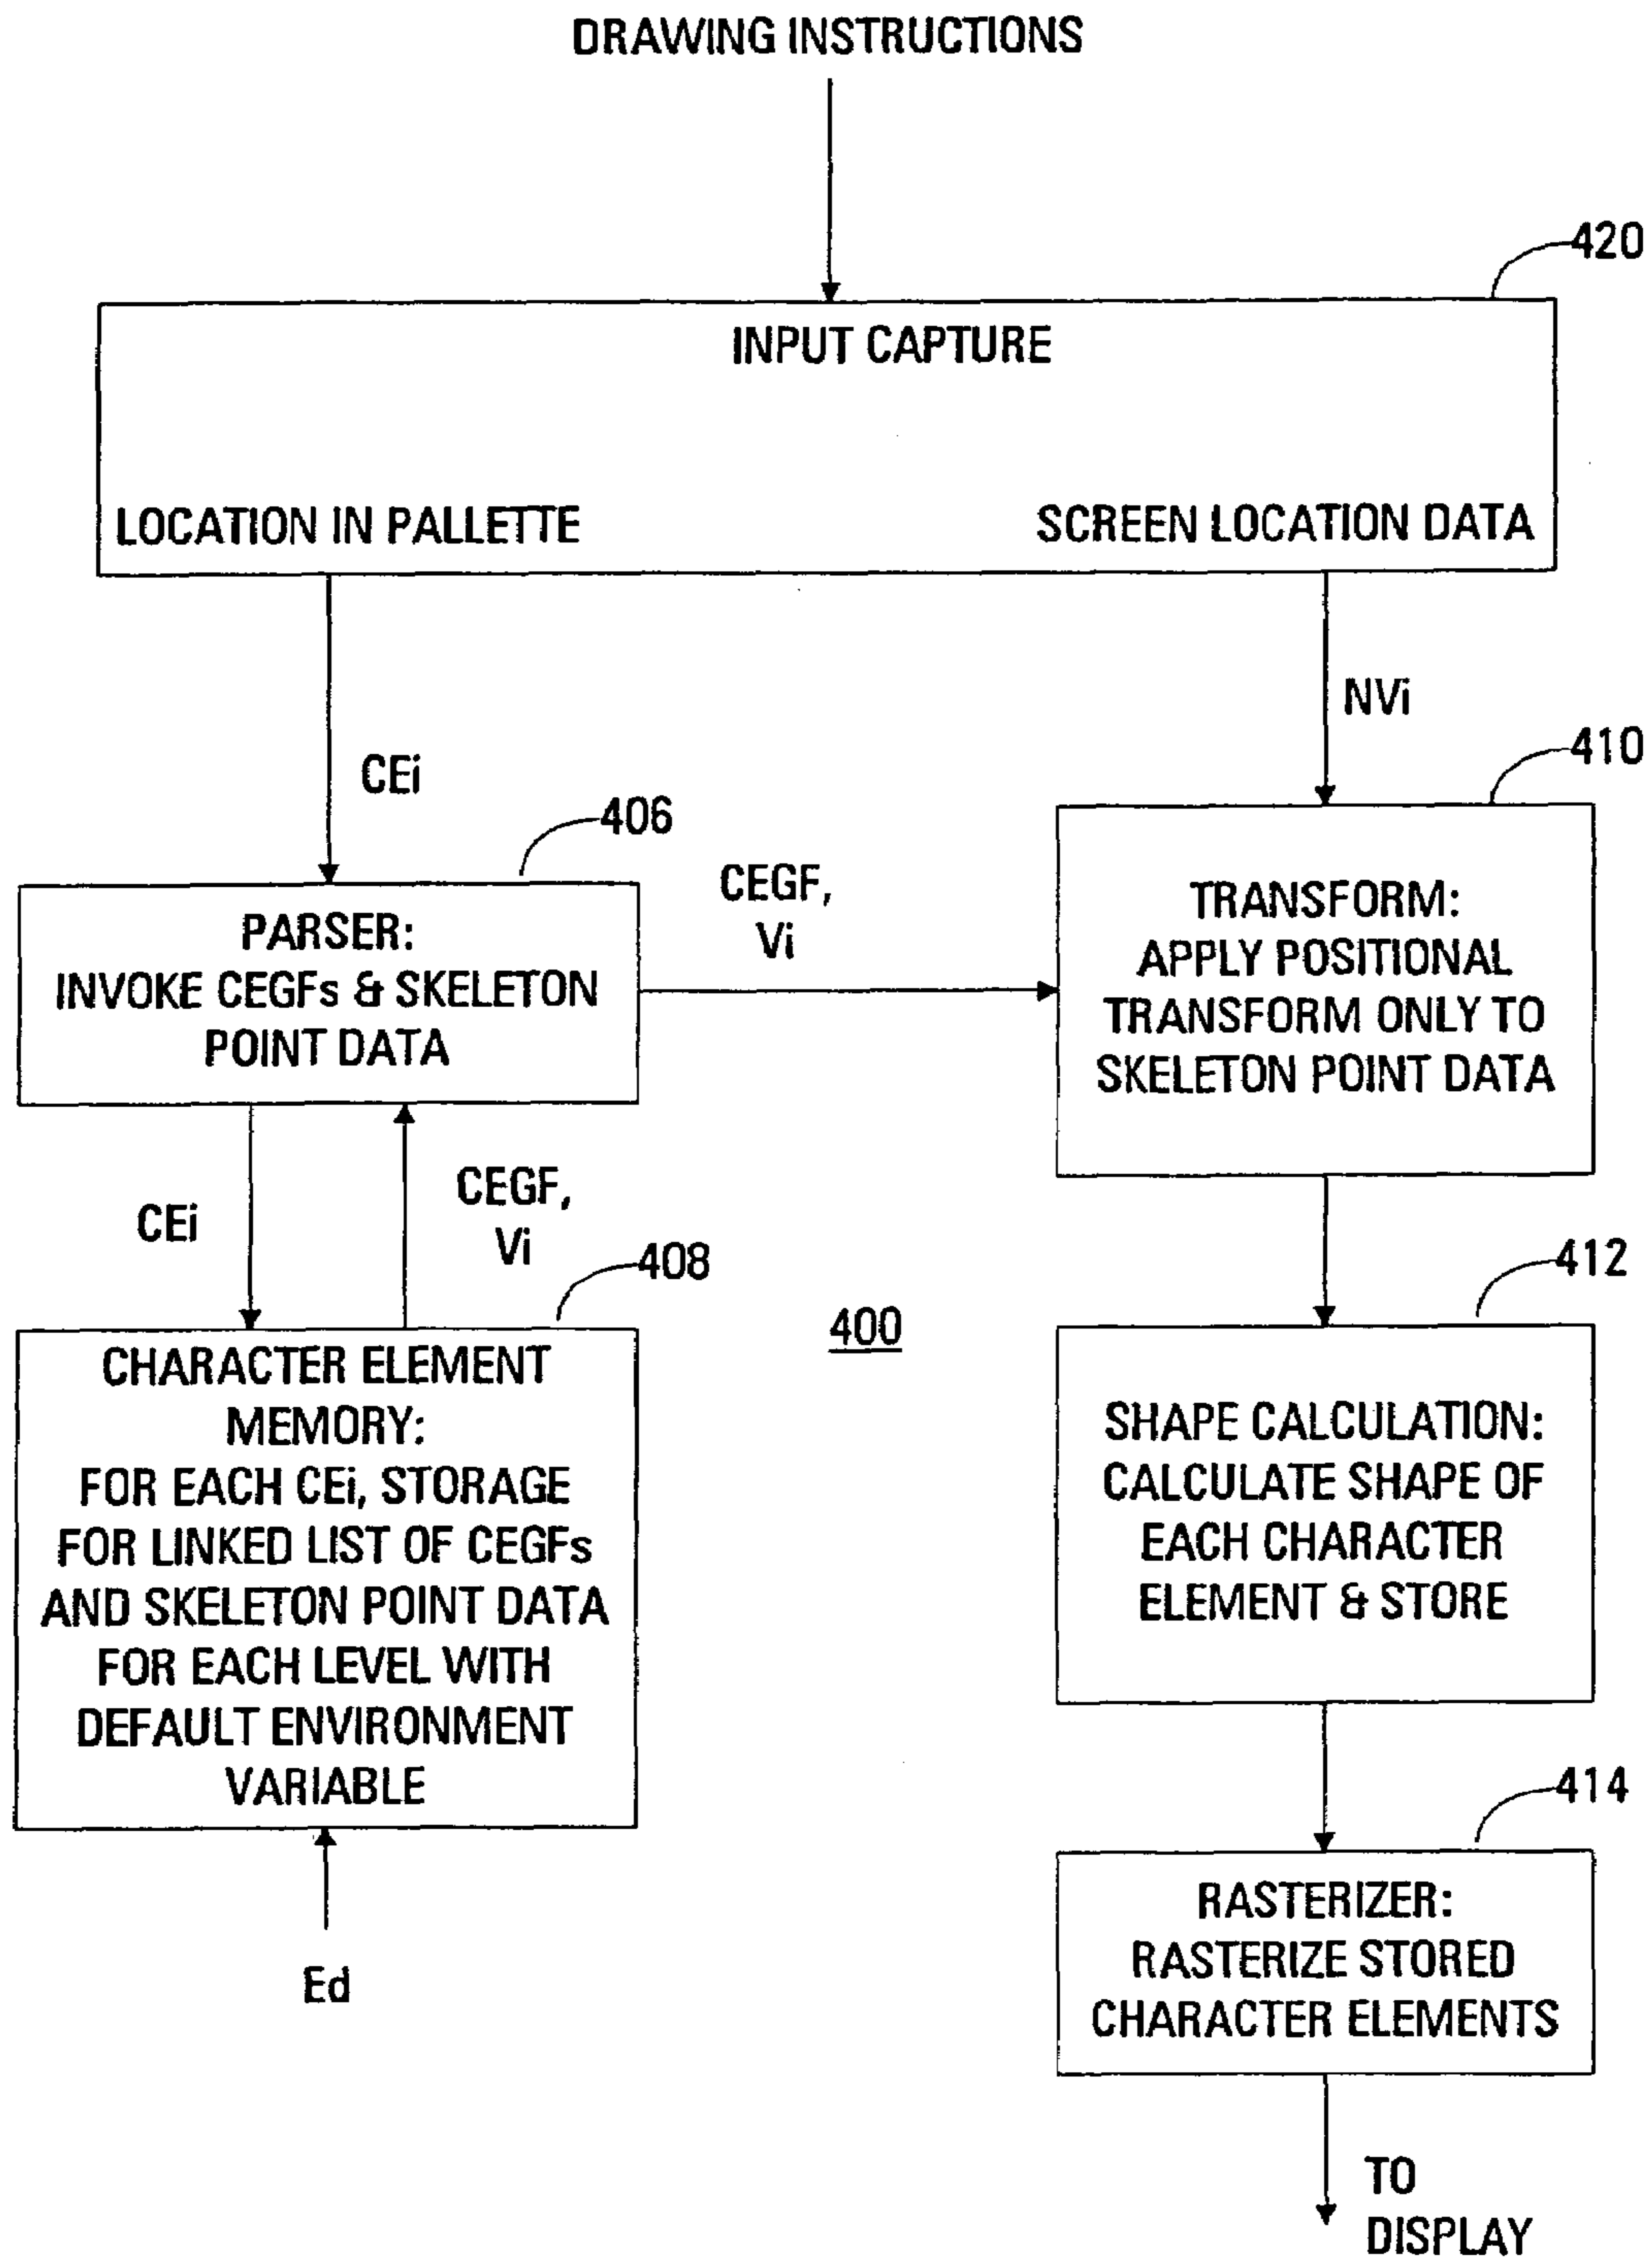 DRAWING INSTRUCTIONS
420
INPUT CAPTURE
LOCATION IN PALLETTE
SCREEN LOCATION DATA
CEi
NVi
406
PARSER:
INVOKE CEGFs & SKELETON
POINT DATA
CEGF,
Vi
410
TRANSFORM:
APPLY POSITIONAL
TRANSFORM ONLY TO
SKELETON POINT DATA
CEi
CEGF,
Vi
408
CHARACTER ELEMENT
MEMORY:
FOR EACH CEi, STORAGE
FOR LINKED LIST OF CEGFs
AND SKELETON POINT DATA
FOR EACH LEVEL WITH
DEFAULT ENVIRONMENT
VARIABLE
Ed
400
412
SHAPE CALCULATION:
CALCULATE SHAPE OF
EACH CHARACTER
ELEMENT & STORE
414
RASTERIZER:
RASTERIZE STORED
CHARACTER ELEMENTS
TO
DISPLAY